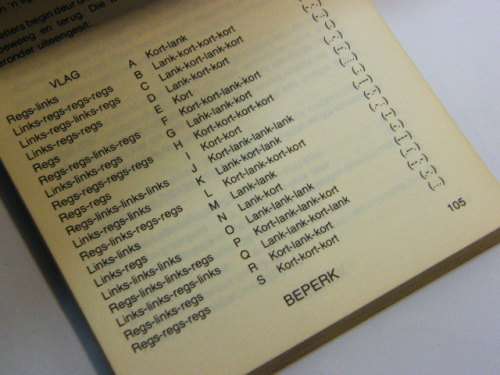 beweeg en terug. Die
uiteengesit:
VLAG
Regs-links A Kort-lank
Links-regs-regs-regs B Lank-kort-kort-kort
Links-regs-links-regs C Lank-kort-lank-kort
Links-regs-regs D Lank-kort-kort
Regs E Kort
Regs-regs-links-regs F Kort-kort-lank-kort
Links-links-regs G Lank-lank-kort
Regs-regs-regs-regs H Kort-kort-kort-kort
Regs-regs I Kort-kort
Regs-links-links-links J Kort-lank-lank-lank
Links-regs-links K Lank-kort-lank
Regs-links-regs-regs L Kort-lank-kort-kort
Links-links M Lank-lank
Links-regs N Lank-kort
Links-links-links O Lank-lank-lank
Regs-links-links-regs P Kort-lank-lank-kort
Links-links-regs-links Q Lank-lank-kort-lank
Regs-links-regs R Kort-lank-kort
Regs-regs-regs S Kort-kort-kort
BEPERK
105